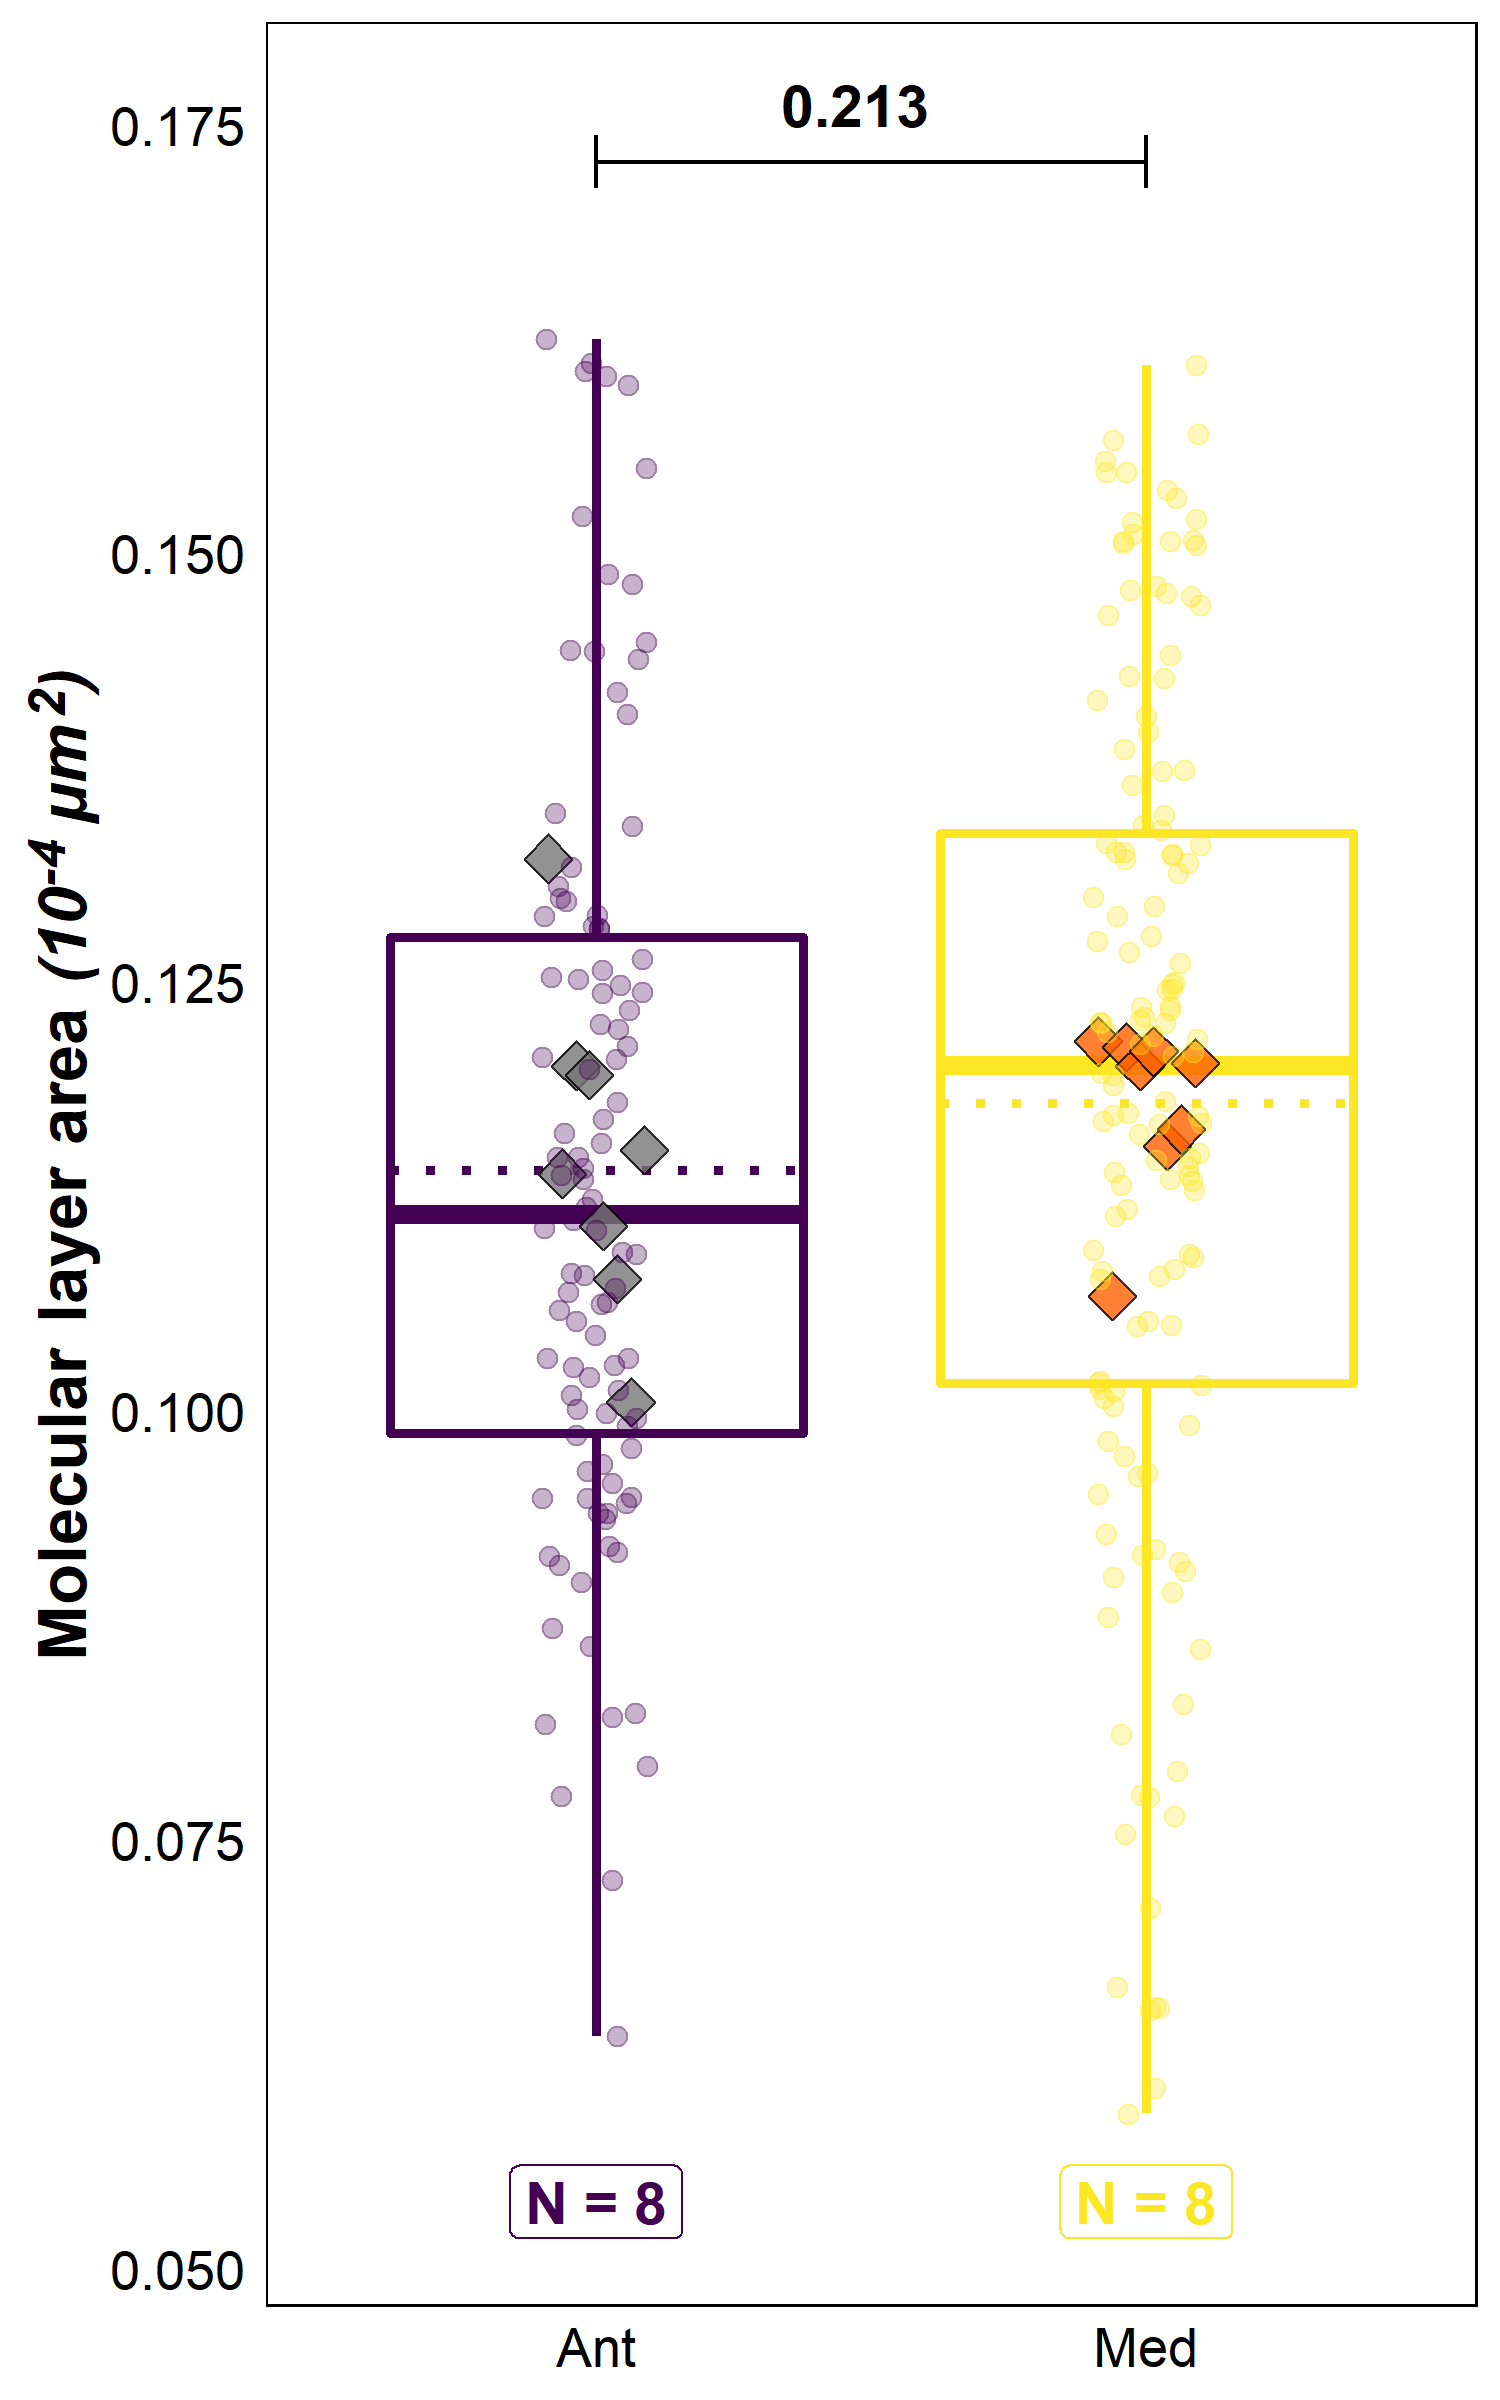 0.213
0.175
0.150
0.125
0.100
0.075
0.050
Molecular layer area (10⁻⁴ µm²)
N = 8
N = 8
Ant
Med